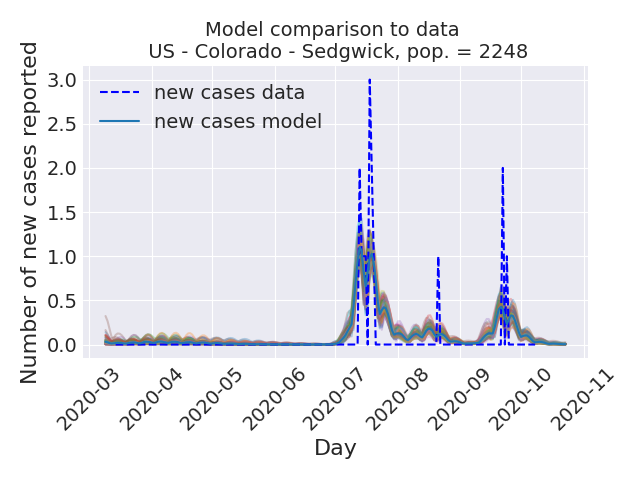 Model comparison to data
US - Colorado - Sedgwick, pop. = 2248
Number of new cases reported
3.0
2.5
2.0
1.5
1.0
0.5
0.0
new cases data
new cases model
2020-03
2020-04
2020-05
2020-06
2020-07
2020-08
2020-09
2020-10
2020-11
Day